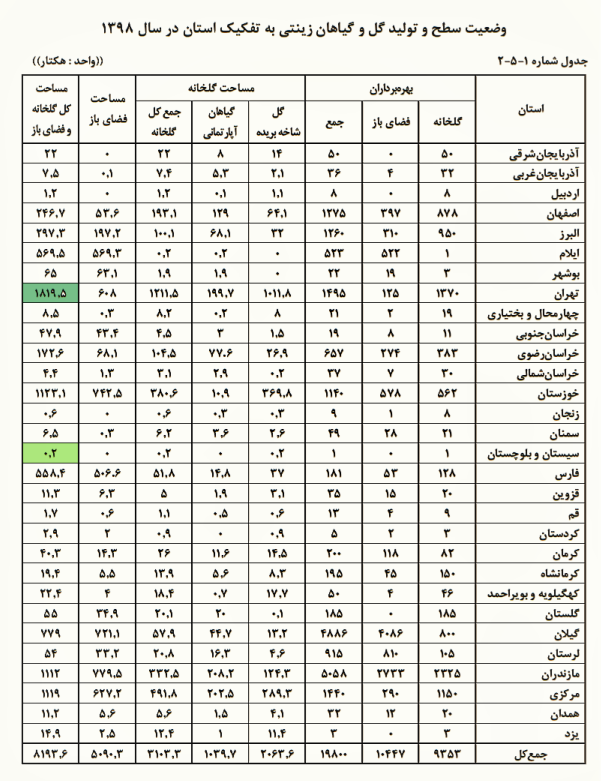 وضعیت سطح و تولید گل و گیاهان زینتی به تفکیک استان در سال ۱۳۹۸
جدول شماره ۱-۵-۲ ((واحد : هکتار))
استان بهره‌برداران مساحت گلخانه مساحت فضای باز مساحت کل گلخانه و فضای باز
گلخانه فضای باز جمع گل شاخه بریده گیاهان آپارتمانی جمع کل گلخانه
آذربایجان‌شرقی ۵۰ ۰ ۵۰ ۱۴ ۸ ۲۲ ۰ ۲۲
آذربایجان‌غربی ۳۲ ۴ ۳۶ ۲,۱ ۵,۳ ۷,۴ ۰,۱ ۷,۵
اردبیل ۸ ۰ ۸ ۱,۱ ۰,۱ ۱,۲ ۰ ۱,۲
اصفهان ۸۷۸ ۳۹۷ ۱۲۷۵ ۶۴,۱ ۱۲۹ ۱۹۳,۱ ۵۳,۶ ۲۴۶,۷
البرز ۹۵۰ ۳۱۰ ۱۲۶۰ ۳۲ ۶۸,۱ ۱۰۰,۱ ۱۹۷,۲ ۲۹۷,۳
ایلام ۱ ۵۲۲ ۵۲۳ ۰ ۰,۲ ۰,۲ ۵۶۹,۳ ۵۶۹,۵
بوشهر ۳ ۱۹ ۲۲ ۰ ۱,۹ ۱,۹ ۶۳,۱ ۶۵
تهران ۱۳۷۰ ۱۲۵ ۱۴۹۵ ۱۰۱۱,۸ ۱۹۹,۷ ۱۲۱۱,۵ ۶۰۸ ۱۸۱۹,۵
چهارمحال و بختیاری ۱۹ ۲ ۲۱ ۸ ۰,۲ ۸,۲ ۰,۳ ۸,۵
خراسان‌جنوبی ۱۱ ۸ ۱۹ ۱,۵ ۳ ۴,۵ ۴۳,۴ ۴۷,۹
خراسان‌رضوی ۳۸۳ ۲۷۴ ۶۵۷ ۲۶,۹ ۷۷.۶ ۱۰۴,۵ ۶۸,۱ ۱۷۲,۶
خراسان‌شمالی ۳۰ ۷ ۳۷ ۰,۲ ۲,۹ ۳,۱ ۱,۳ ۴,۴
خوزستان ۵۶۲ ۵۷۸ ۱۱۴۰ ۳۶۹,۸ ۱۰,۹ ۳۸۰,۶ ۷۴۲,۵ ۱۱۲۳,۱
زنجان ۸ ۱ ۹ ۰,۳ ۰,۳ ۰,۶ ۰ ۰,۶
سمنان ۲۱ ۲۸ ۴۹ ۲,۶ ۳,۶ ۶,۲ ۰,۳ ۶,۵
سیستان و بلوچستان ۱ ۰ ۱ ۰,۲ ۰ ۰,۲ ۰ ۰,۲
فارس ۱۲۸ ۵۳ ۱۸۱ ۳۷ ۱۴,۸ ۵۱,۸ ۵۰۶.۶ ۵۵۸,۴
قزوین ۲۰ ۱۵ ۳۵ ۳,۱ ۱,۹ ۵ ۶,۳ ۱۱,۳
قم ۹ ۴ ۱۳ ۰,۶ ۰,۵ ۱,۱ ۰,۶ ۱,۷
کردستان ۳ ۲ ۵ ۰,۹ ۰ ۰,۹ ۲ ۲,۹
کرمان ۸۲ ۱۱۸ ۲۰۰ ۱۴,۵ ۱۱,۶ ۲۶ ۱۴,۳ ۴۰,۳
کرمانشاه ۱۵۰ ۴۵ ۱۹۵ ۸,۳ ۵,۶ ۱۳,۹ ۵,۵ ۱۹,۴
کهگیلویه و بویراحمد ۴۶ ۴ ۵۰ ۱۷,۷ ۰,۷ ۱۸,۴ ۴ ۲۲,۴
گلستان ۱۸۵ ۰ ۱۸۵ ۰,۱ ۲۰ ۲۰,۱ ۳۴,۹ ۵۵
گیلان ۸۰۰ ۴۰۸۶ ۴۸۸۶ ۱۳,۲ ۴۴,۷ ۵۷,۹ ۷۲۱,۱ ۷۷۹
لرستان ۱۰۵ ۸۱۰ ۹۱۵ ۴,۶ ۱۶,۳ ۲۰,۸ ۳۳,۲ ۵۴
مازندران ۲۳۲۵ ۲۷۳۳ ۵۰۵۸ ۱۲۴,۳ ۲۰۸,۲ ۳۳۲,۵ ۷۷۹,۵ ۱۱۱۲
مرکزی ۱۱۵۰ ۲۹۰ ۱۴۴۰ ۲۸۹,۳ ۲۰۲,۵ ۴۹۱,۸ ۶۲۷,۲ ۱۱۱۹
همدان ۲۰ ۱۲ ۳۲ ۴,۱ ۱,۵ ۵,۶ ۵,۶ ۱۱,۲
یزد ۳ ۰ ۳ ۱۱,۴ ۱ ۱۲,۴ ۲,۵ ۱۴,۹
جمع‌کل ۹۳۵۳ ۱۰۴۴۷ ۱۹۸۰۰ ۲۰۶۳,۶ ۱۰۳۹,۷ ۳۱۰۳,۳ ۵۰۹۰,۳ ۸۱۹۳,۶